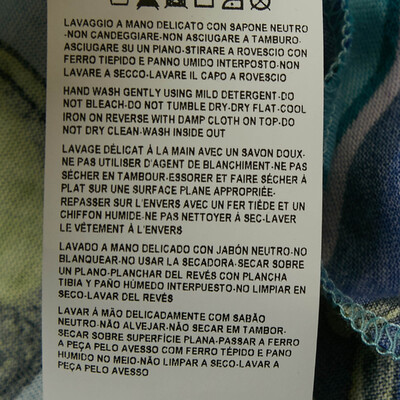 LAVAGGIO A MANO DELICATO CON SAPONE NEUTRO
-NON CANDEGGIARE-NON ASCIUGARE A TAMBURO-
ASCIUGARE SU UN PIANO-STIRARE A ROVESCIO CON
FERRO TIEPIDO E PANNO UMIDO INTERPOSTO-NON
LAVARE A SECCO-LAVARE IL CAPO A ROVESCIO
HAND WASH GENTLY USING MILD DETERGENT-DO
NOT BLEACH-DO NOT TUMBLE DRY-DRY FLAT-COOL
IRON ON REVERSE WITH DAMP CLOTH ON TOP-DO
NOT DRY CLEAN-WASH INSIDE OUT
LAVAGE DÉLICAT À LA MAIN AVEC UN SAVON DOUX-
NE PAS UTILISER D'AGENT DE BLANCHIMENT-NE PAS
SÉCHER EN TAMBOUR-ESSORER ET FAIRE SÉCHER À
PLAT SUR UNE SURFACE PLANE APPROPRIÉE-
REPASSER SUR L'ENVERS AVEC UN FER TIÈDE ET UN
CHIFFON HUMIDE-NE PAS NETTOYER À SEC-LAVER
LE VÊTEMENT À L'ENVERS
LAVADO A MANO DELICADO CON JABÓN NEUTRO-NO
BLANQUEAR-NO USAR LA SECADORA-SECAR SOBRE
UN PLANO-PLANCHAR DEL REVÉS CON PLANCHA
TIBIA Y PAÑO HÚMEDO INTERPUESTO-NO LIMPIAR EN
SECO-LAVAR DEL REVÉS
LAVAR À MÃO DELICADAMENTE COM SABÃO
NEUTRO-NÃO ALVEJAR-NÃO SECAR EM TAMBOR-
SECAR SOBRE SUPERFÍCIE PLANA-PASSAR A FERRO
A PEÇA PELO AVESSO COM FERRO TÉPIDO E PANO
HUMIDO NO MEIO-NÃO LIMPAR A SECO-LAVAR A
PEÇA PELO AVESSO